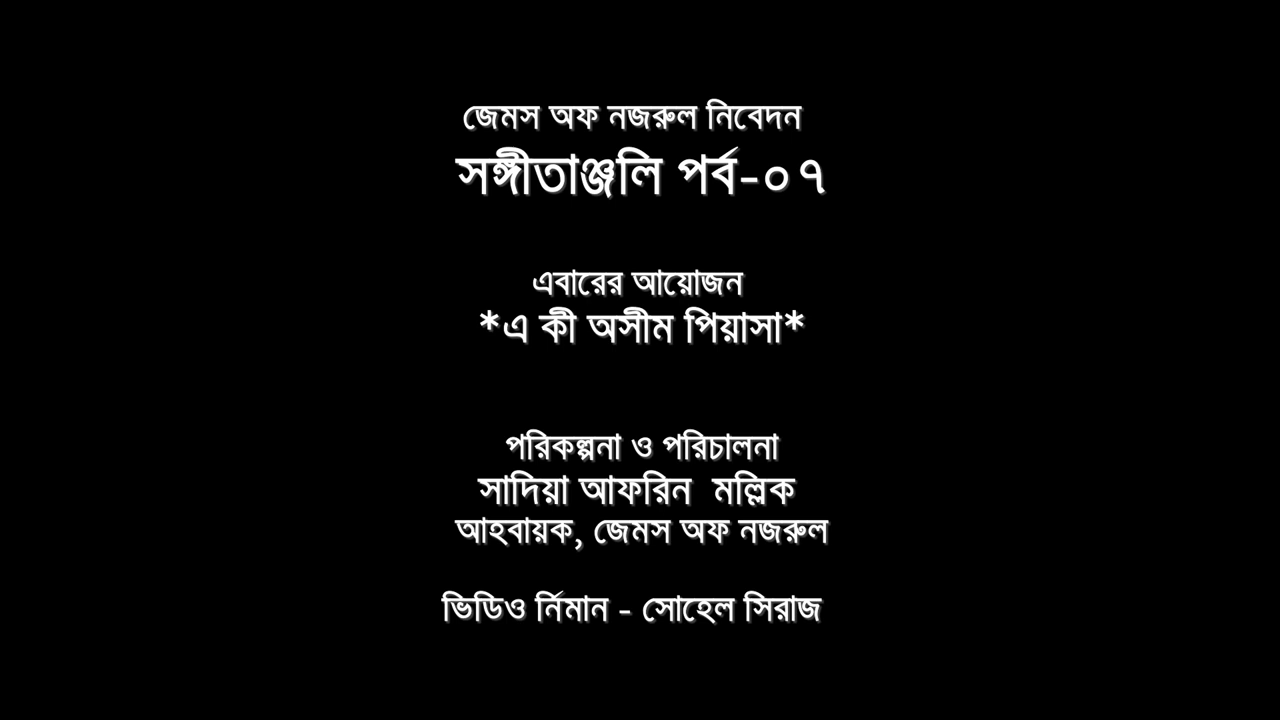 জেমস অফ নজরুল নিবেদন
সঙ্গীতাঞ্জলি পর্ব-০৭
এবারের আয়োজন
*এ কী অসীম পিয়াসা*
পরিকল্পনা ও পরিচালনা
সাদিয়া আফরিন মল্লিক
আহবায়ক, জেমস অফ নজরুল
ভিডিও র্নিমান - সোহেল সিরাজ